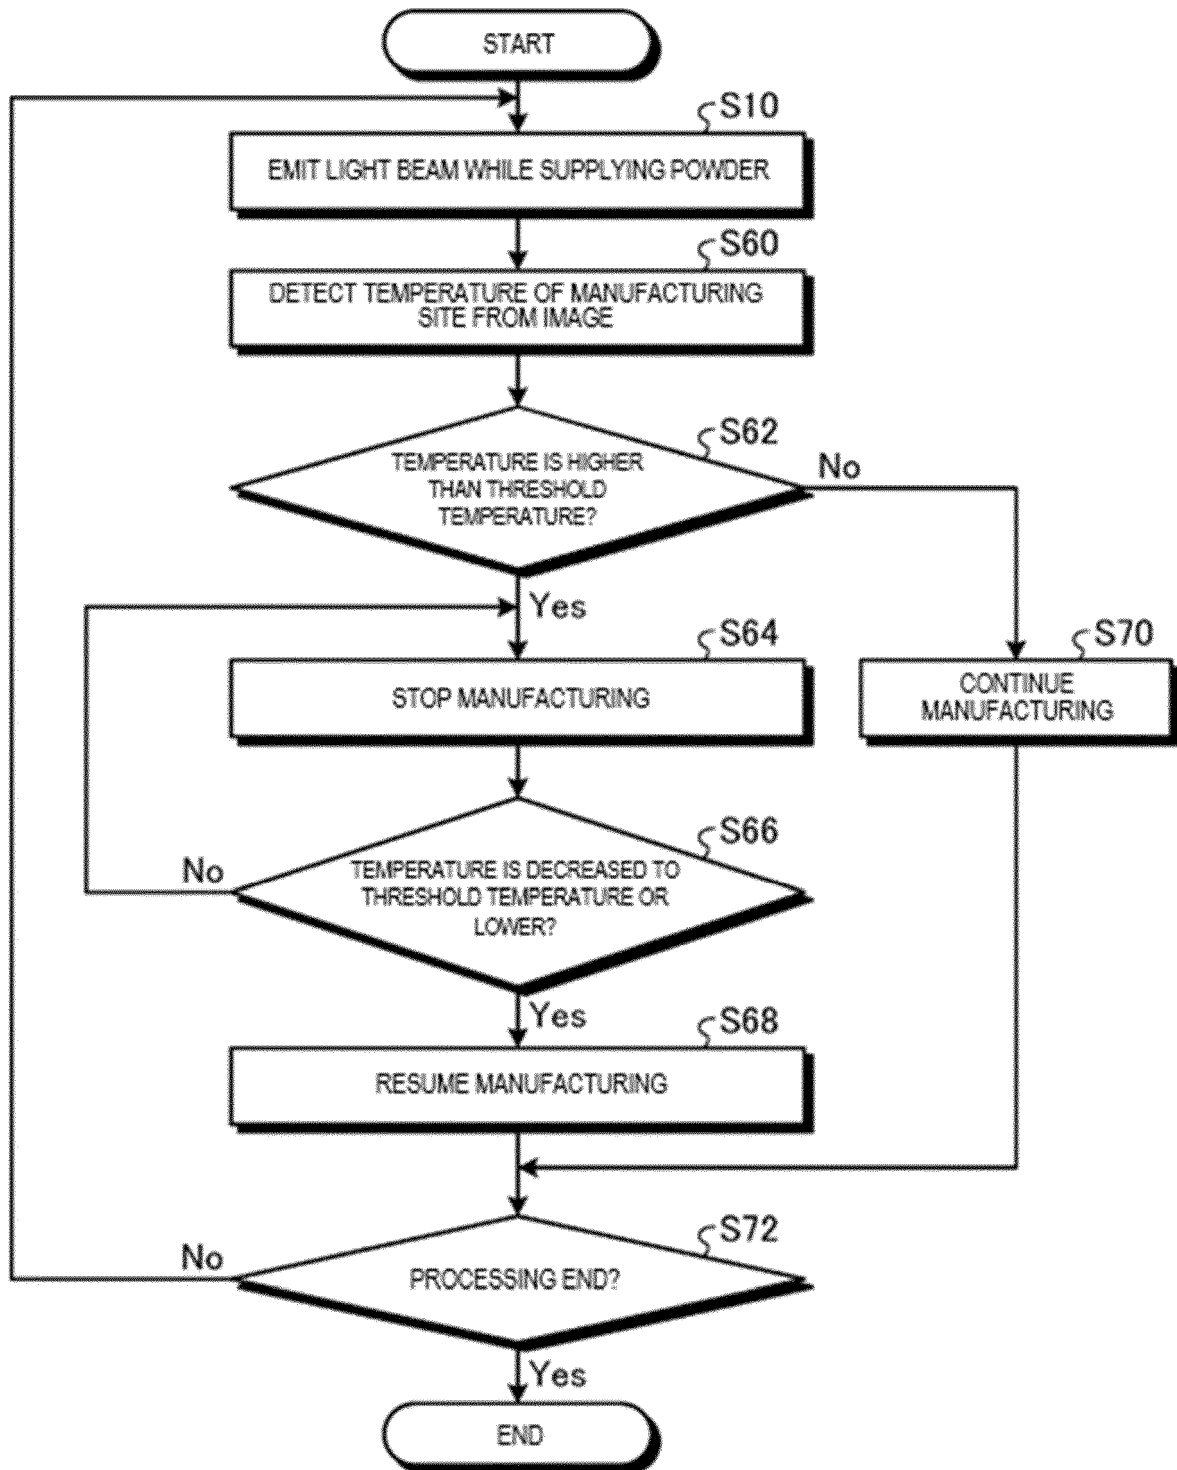 START
S10
EMIT LIGHT BEAM WHILE SUPPLYING POWDER
S60
DETECT TEMPERATURE OF MANUFACTURING
SITE FROM IMAGE
S62
TEMPERATURE IS HIGHER
THAN THRESHOLD
TEMPERATURE?
No
Yes
S64
STOP MANUFACTURING
S70
CONTINUE
MANUFACTURING
S66
TEMPERATURE IS DECREASED TO
THRESHOLD TEMPERATURE OR
LOWER?
No
Yes
S68
RESUME MANUFACTURING
S72
PROCESSING END?
No
Yes
END